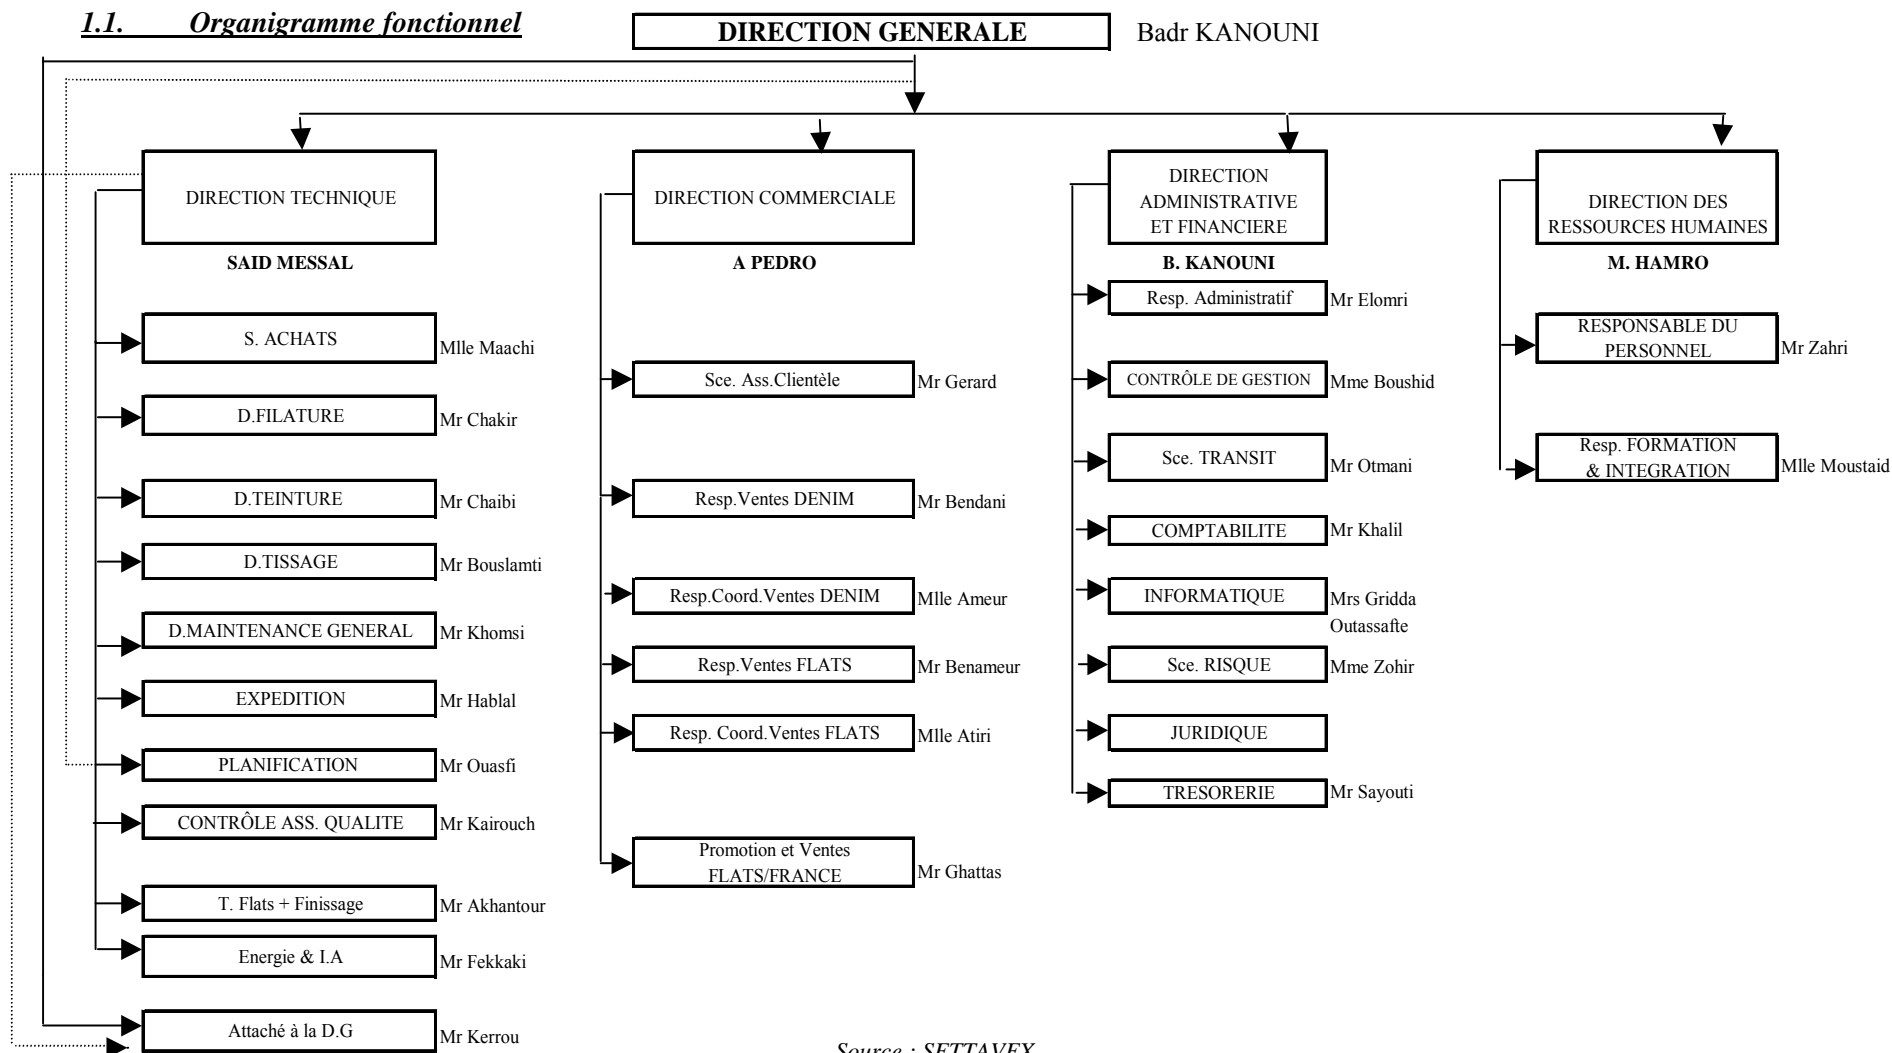 1.1. Organigramme fonctionnel
DIRECTION GENERALE
Badr KANOUNI
DIRECTION TECHNIQUE
SAID MESSAL
S. ACHATS
Mlle Maachi
D.FILATURE
Mr Chakir
D.TEINTURE
Mr Chaibi
D.TISSAGE
Mr Bouslamti
D.MAINTENANCE GENERAL
Mr Khomsi
EXPEDITION
Mr Hablal
PLANIFICATION
Mr Ouasfi
CONTRÔLE ASS. QUALITE
Mr Kairouch
T. Flats + Finissage
Mr Akhantour
Energie & I.A
Mr Fekkaki
Attaché à la D.G
Mr Kerrou
DIRECTION COMMERCIALE
A PEDRO
Sce. Ass.Clientèle
Mr Gerard
Resp.Ventes DENIM
Mr Bendani
Resp.Coord.Ventes DENIM
Mlle Ameur
Resp.Ventes FLATS
Mr Benameur
Resp. Coord.Ventes FLATS
Mlle Atiri
Promotion et Ventes
FLATS/FRANCE
Mr Ghattas
DIRECTION
ADMINISTRATIVE
ET FINANCIERE
B. KANOUNI
Resp. Administratif
Mr Elomri
CONTRÔLE DE GESTION
Mme Boushid
Sce. TRANSIT
Mr Otmani
COMPTABILITE
Mr Khalil
INFORMATIQUE
Mrs Gridda
Outassafte
Sce. RISQUE
Mme Zohir
JURIDIQUE
TRESORERIE
Mr Sayouti
DIRECTION DES
RESSOURCES HUMAINES
M. HAMRO
RESPONSABLE DU
PERSONNEL
Mr Zahri
Resp. FORMATION
& INTEGRATION
Mlle Moustaid
Source : SETTAVEX